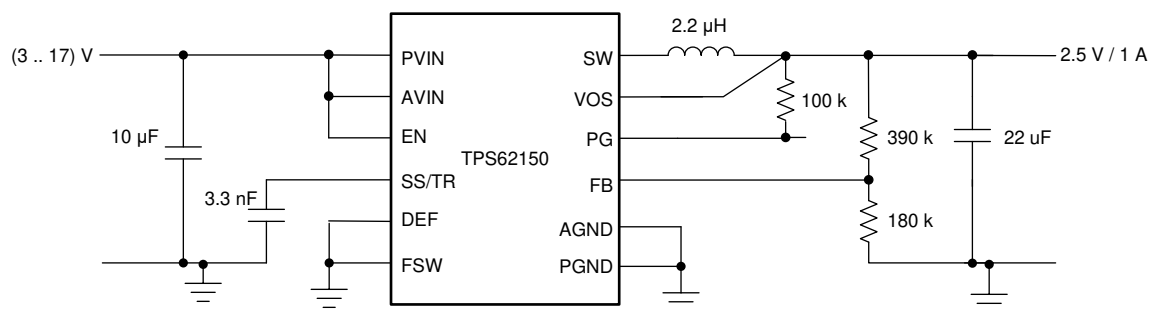 (3 .. 17) V
10 µF
3.3 nF
PVIN
AVIN
EN
SS/TR
DEF
FSW
TPS62150
SW
VOS
PG
FB
AGND
PGND
2.2 µH
100 k
390 k
180 k
22 uF
2.5 V / 1 A